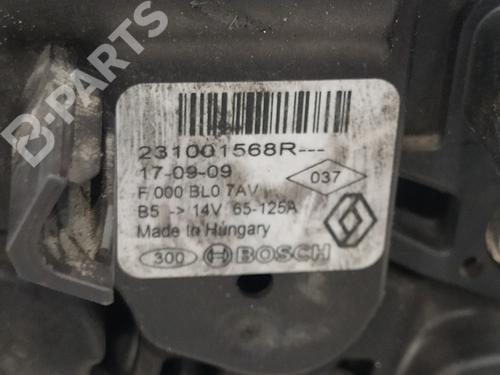 B-PARTS
231001568R---
17-09-09
037
F 000 BL0 7AV
B5 -> 14V 65-125A
Made In Hungary
300 BOSCH